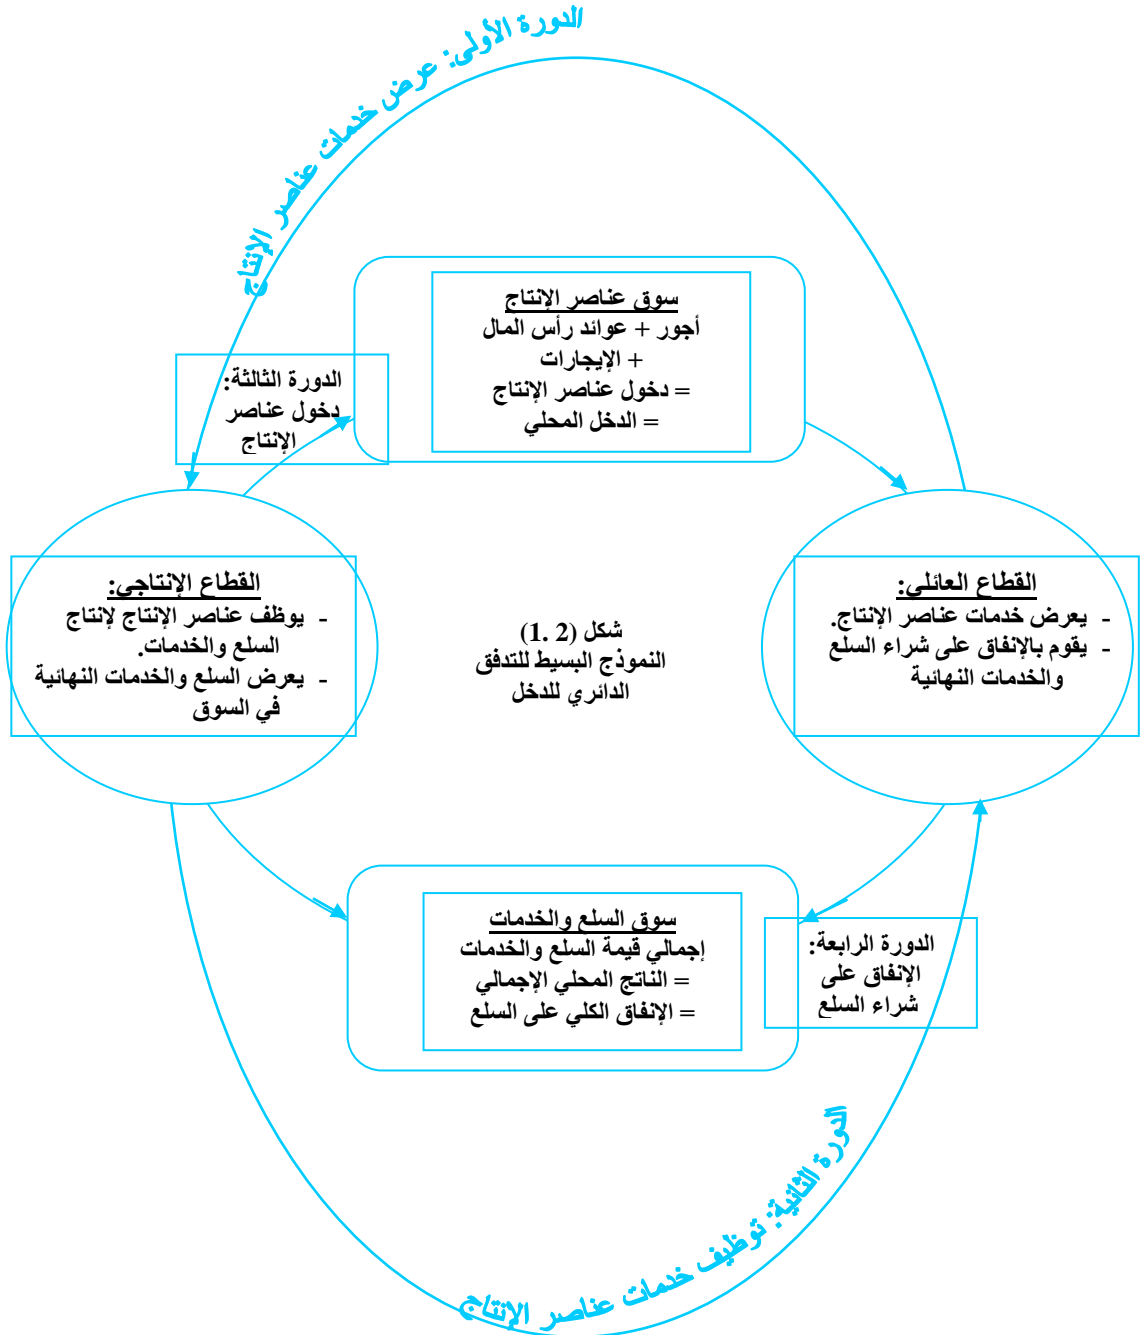 الدورة الأولى: عرض خدمات عناصر الإنتاج
سوق عناصر الإنتاج
أجور + عوائد رأس المال
+ الإيجارات
= دخول عناصر الإنتاج
= الدخل المحلي
الدورة الثالثة:
دخول عناصر
الإنتاج
القطاع العائلي:
- يعرض خدمات عناصر الإنتاج.
- يقوم بالإنفاق على شراء السلع
والخدمات النهائية
شكل (2 .1)
النموذج البسيط للتدفق
الدائري للدخل
القطاع الإنتاجي:
- يوظف عناصر الإنتاج لإنتاج
السلع والخدمات.
- يعرض السلع والخدمات النهائية
في السوق
سوق السلع والخدمات
إجمالي قيمة السلع والخدمات
= الناتج المحلي الإجمالي
= الإنفاق الكلي على السلع
الدورة الرابعة:
الإنفاق على
شراء السلع
الدورة الثانية: توظيف خدمات عناصر الإنتاج